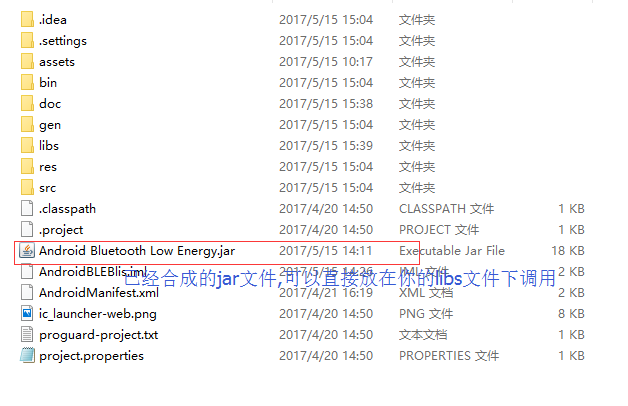 .idea 2017/5/15 15:04 文件夹
.settings 2017/5/15 15:04 文件夹
assets 2017/5/15 10:17 文件夹
bin 2017/5/15 15:04 文件夹
doc 2017/5/15 15:38 文件夹
gen 2017/5/15 15:04 文件夹
libs 2017/5/15 15:39 文件夹
res 2017/5/15 15:04 文件夹
src 2017/5/15 15:04 文件夹
.classpath 2017/4/20 14:50 CLASSPATH 文件 1 KB
.project 2017/4/20 14:50 PROJECT 文件 1 KB
Android Bluetooth Low Energy.jar 2017/5/15 14:11 Executable Jar File 18 KB
AndroidBLEBlis.iml 2017/5/15 14:26 IML 文件 2 KB
已经合成的jar文件,可以直接放在你的libs文件下调用
AndroidManifest.xml 2017/4/21 16:19 XML 文档 2 KB
ic_launcher-web.png 2017/4/20 14:50 PNG 文件 8 KB
proguard-project.txt 2017/4/20 14:50 文本文档 1 KB
project.properties 2017/4/20 14:50 PROPERTIES 文件 1 KB